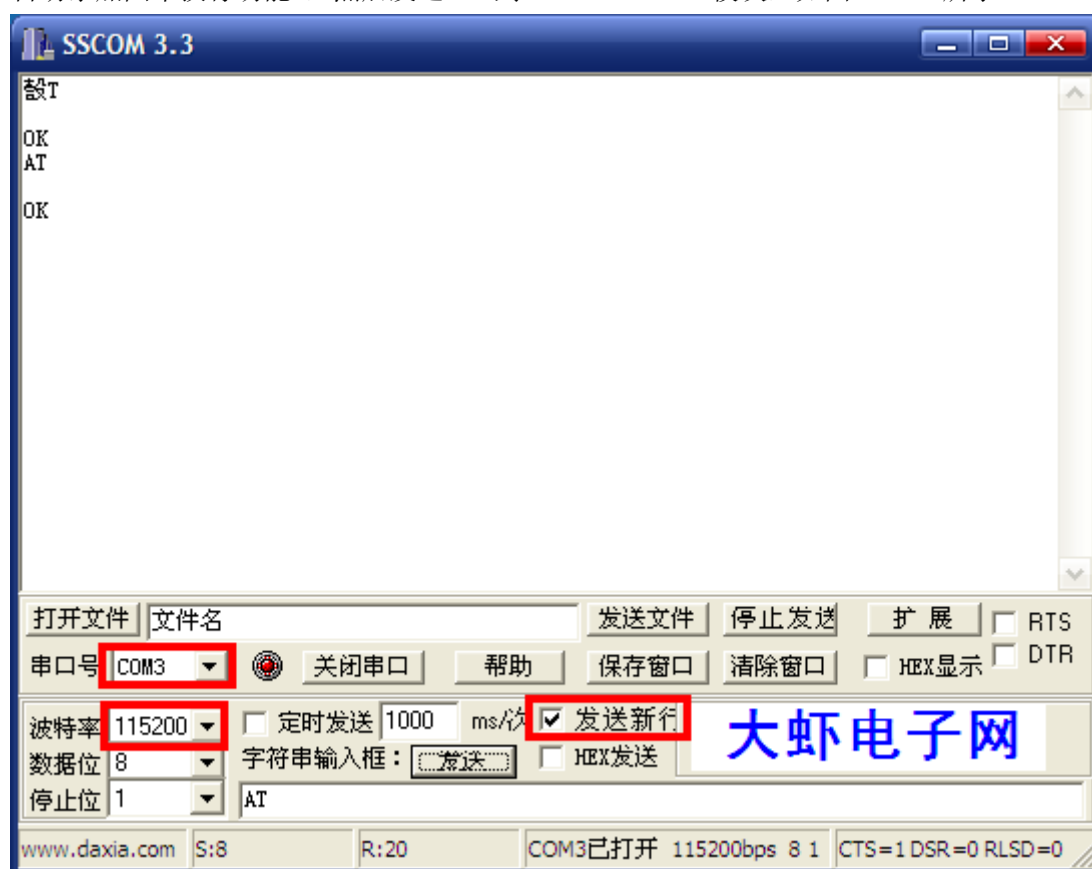 SSCOM 3.3
嗀T
OK
AT
OK
打开文件 文件名 发送文件 停止发送 扩 展 RTS
串口号 COM3 关闭串口 帮助 保存窗口 清除窗口 HEX显示 DTR
波特率 115200 定时发送 1000 ms/次 发送新行 大虾电子网
数据位 8 字符串输入框： 发送 HEX发送
停止位 1 AT
www.daxia.com S:8 R:20 COM3已打开 115200bps 8 1 CTS=1 DSR=0 RLSD=0